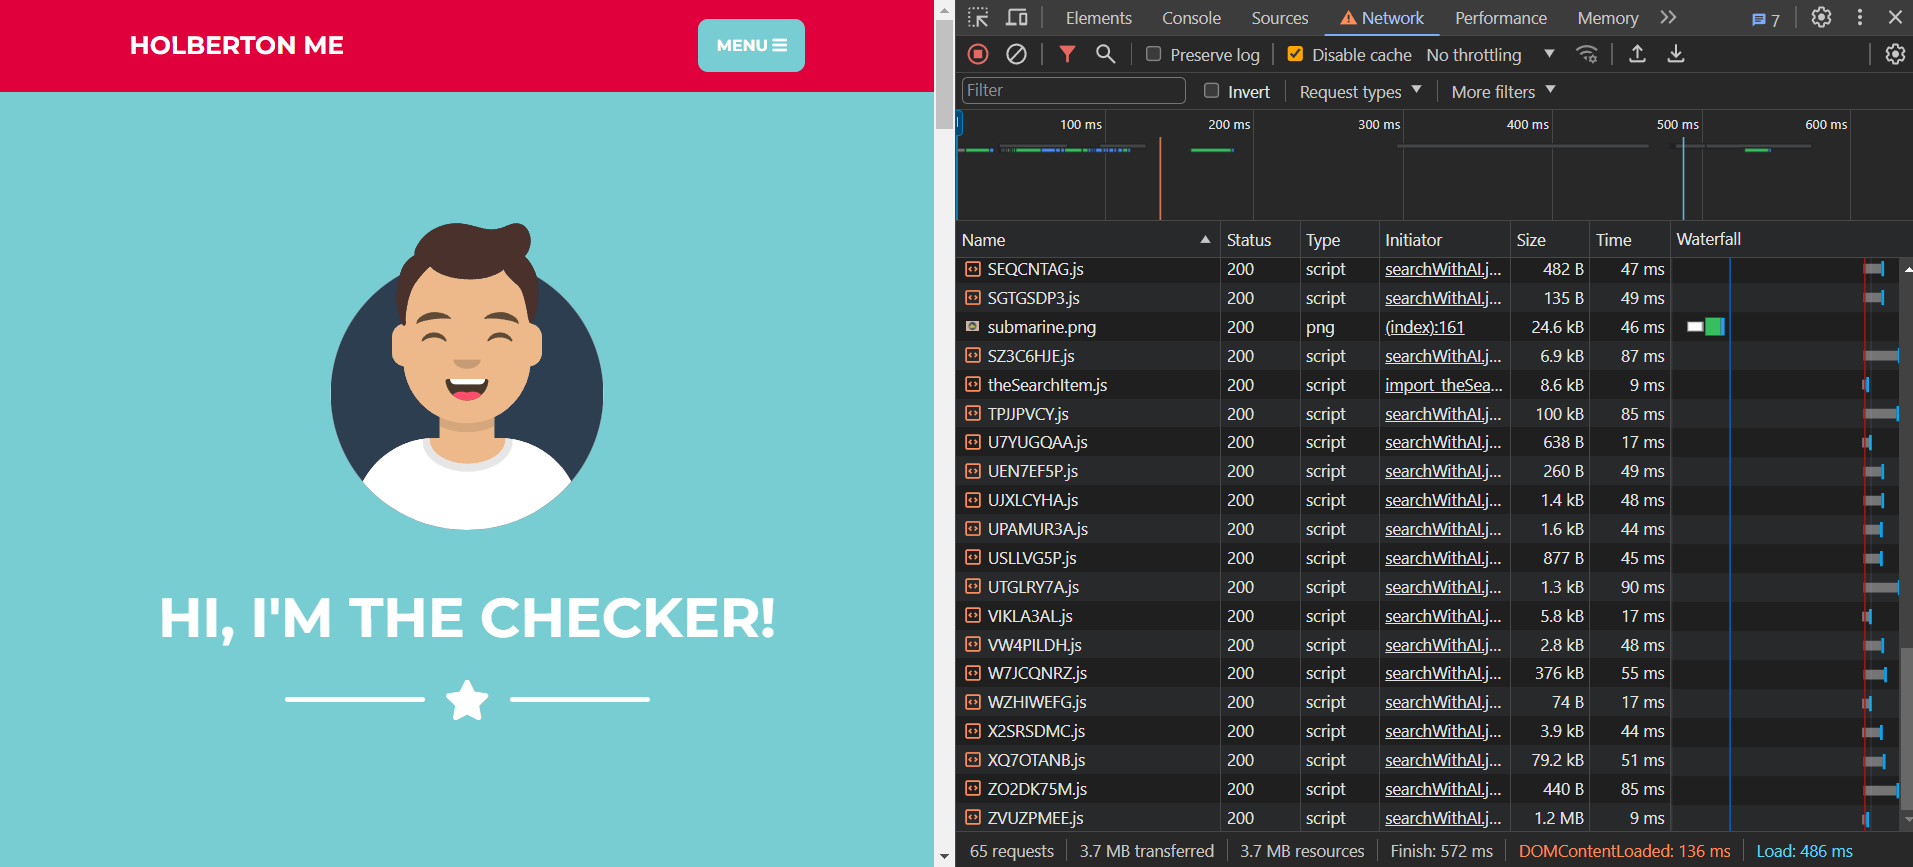 HOLBERTON ME
MENU
HI, I'M THE CHECKER!
Elements Console Sources Network Performance Memory 7
Preserve log Disable cache No throttling
Filter Invert Request types More filters
100 ms 200 ms 300 ms 400 ms 500 ms 600 ms
Name Status Type Initiator Size Time Waterfall
SEQCNTAG.js 200 script searchWithAI.j... 482 B 47 ms
SGTGSDP3.js 200 script searchWithAI.j... 135 B 49 ms
submarine.png 200 png (index):161 24.6 kB 46 ms
SZ3C6HJE.js 200 script searchWithAI.j... 6.9 kB 87 ms
theSearchItem.js 200 script import_theSea... 8.6 kB 9 ms
TPJJPVCY.js 200 script searchWithAI.j... 100 kB 85 ms
U7YUGQAA.js 200 script searchWithAI.j... 638 B 17 ms
UEN7EF5P.js 200 script searchWithAI.j... 260 B 49 ms
UJXLCYHA.js 200 script searchWithAI.j... 1.4 kB 48 ms
UPAMUR3A.js 200 script searchWithAI.j... 1.6 kB 44 ms
USLLVG5P.js 200 script searchWithAI.j... 877 B 45 ms
UTGLRY7A.js 200 script searchWithAI.j... 1.3 kB 90 ms
VIKLA3AL.js 200 script searchWithAI.j... 5.8 kB 17 ms
VW4PILDH.js 200 script searchWithAI.j... 2.8 kB 48 ms
W7JCQNRZ.js 200 script searchWithAI.j... 376 kB 55 ms
WZHIWEFG.js 200 script searchWithAI.j... 74 B 17 ms
X2SRSDMC.js 200 script searchWithAI.j... 3.9 kB 44 ms
XQ7OTANB.js 200 script searchWithAI.j... 79.2 kB 51 ms
ZO2DK75M.js 200 script searchWithAI.j... 440 B 85 ms
ZVUZPMEE.js 200 script searchWithAI.j... 1.2 MB 9 ms
65 requests 3.7 MB transferred 3.7 MB resources Finish: 572 ms DOMContentLoaded: 136 ms Load: 486 ms